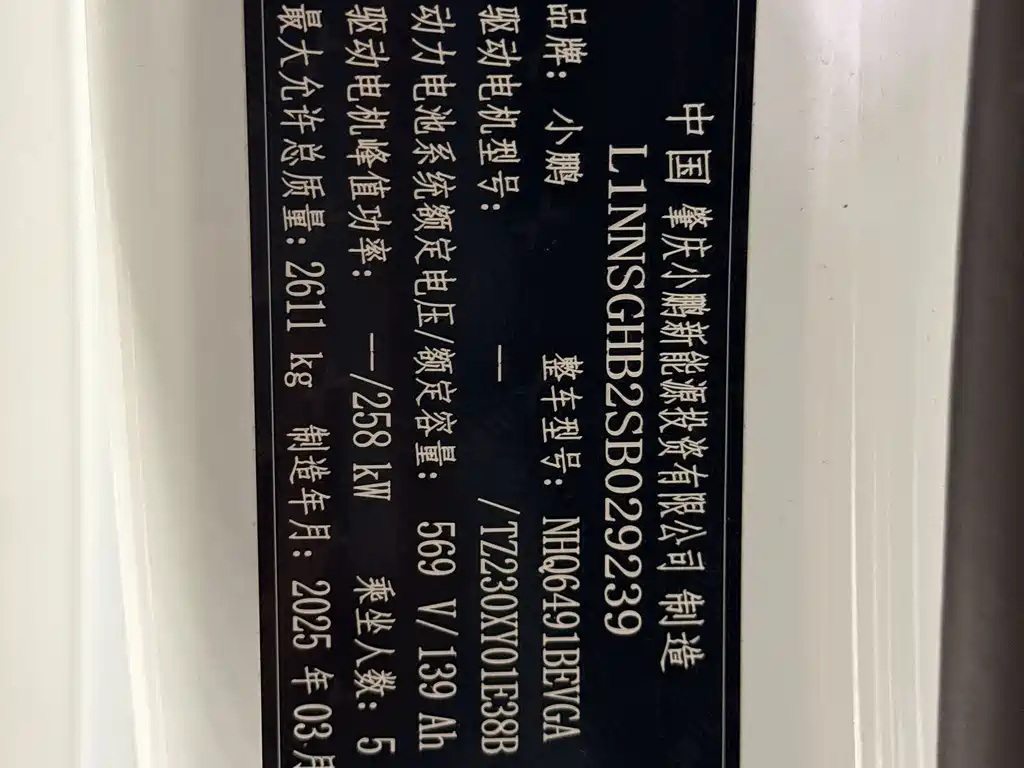 中国 肇庆小鹏新能源投资有限公司 制造
L1NNSGHB2SB029239
品牌: 小鹏 整车型号: NHQ6491BEVGA
驱动电机型号: — /TZ230XY01E38B
动力电池系统额定电压/额定容量: 569 V/139 Ah
驱动电机峰值功率: —/258 kW 乘坐人数: 5
最大允许总质量: 2611 kg 制造年月: 2025 年 03 月